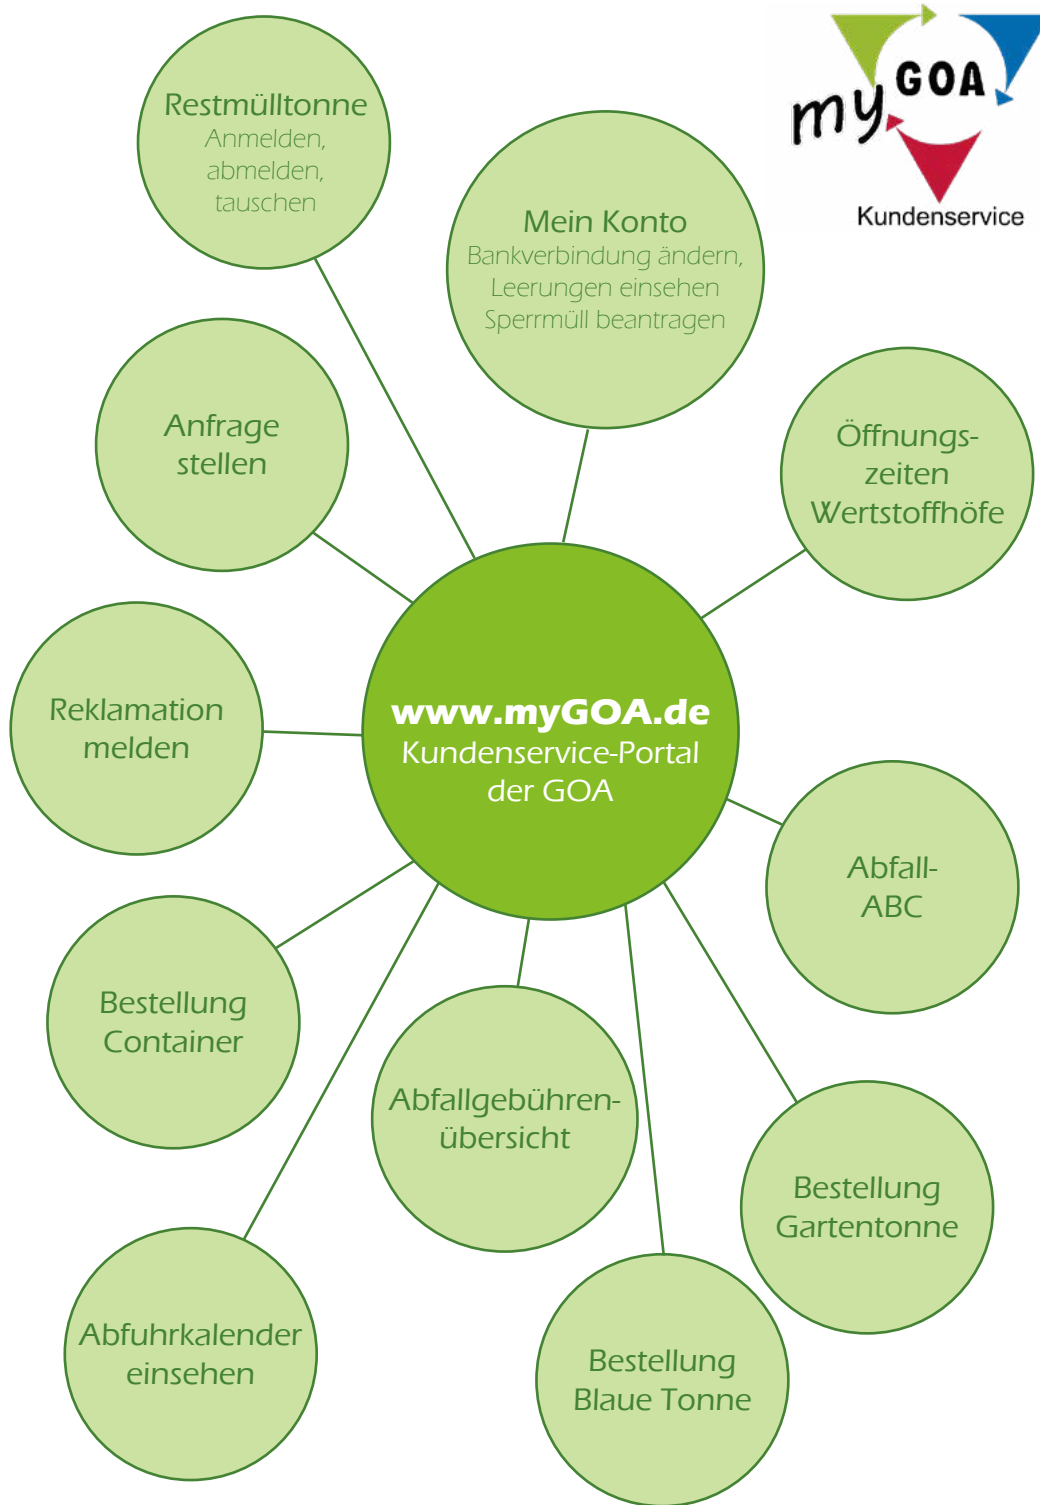 my GOA
Kundenservice
Restmülltonne
Anmelden,
abmelden,
tauschen
Mein Konto
Bankverbindung ändern,
Leerungen einsehen
Sperrmüll beantragen
Anfrage
stellen
Öffnungs-
zeiten
Wertstoffhöfe
Reklamation
melden
www.myGOA.de
Kundenservice-Portal
der GOA
Abfall-
ABC
Bestellung
Container
Abfallgebühren-
übersicht
Bestellung
Gartentonne
Abfuhrkalender
einsehen
Bestellung
Blaue Tonne